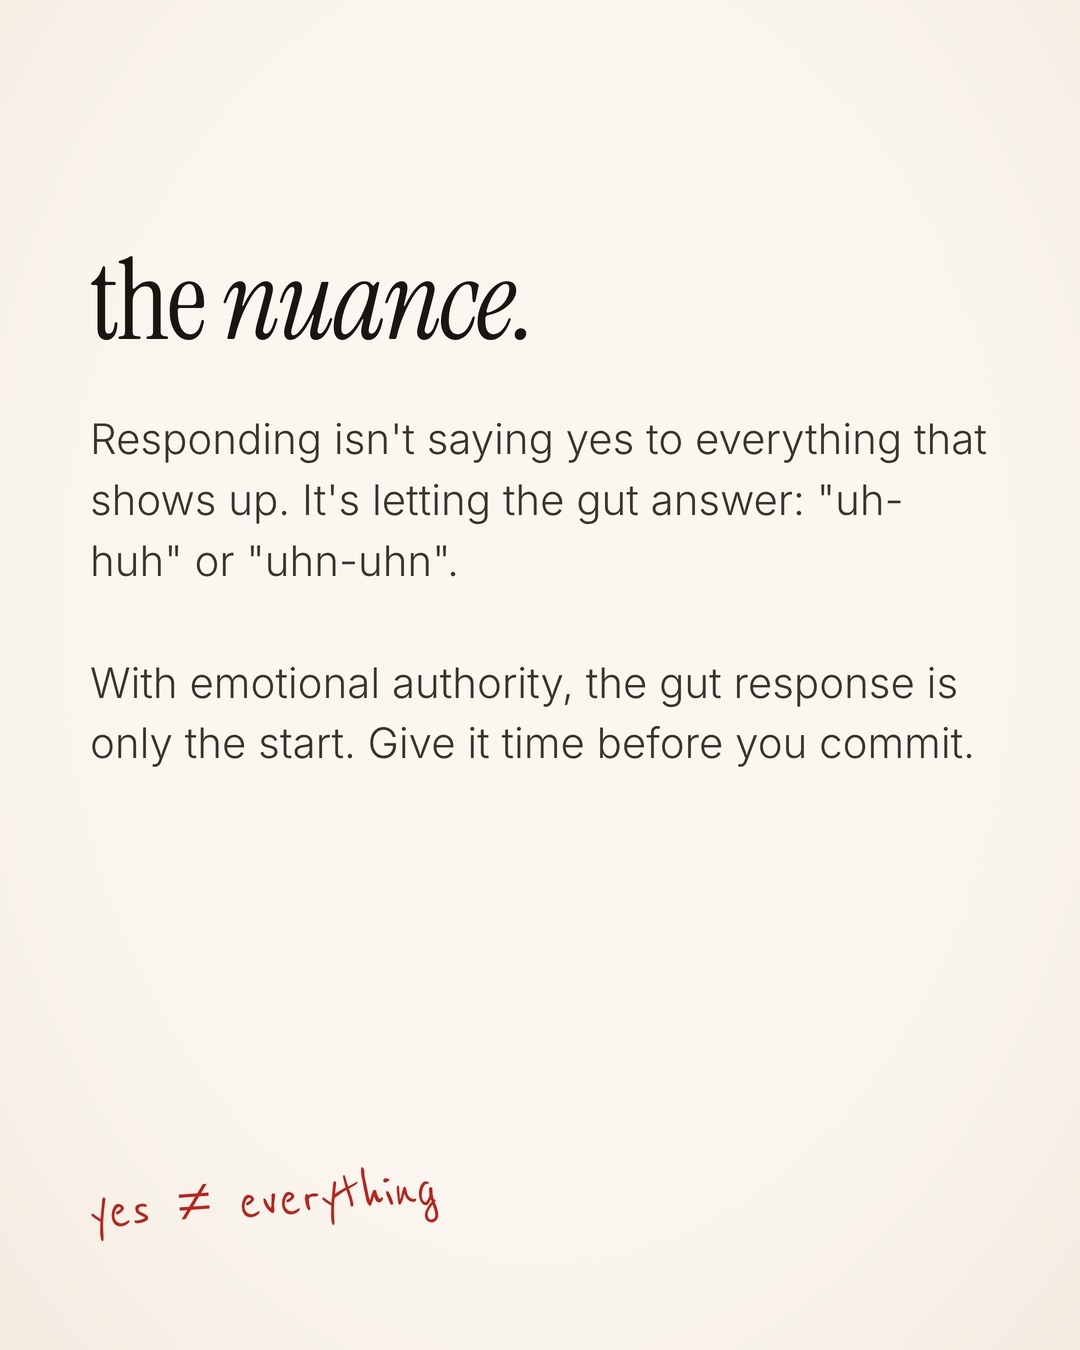 the nuance.
Responding isn't saying yes to everything that
shows up. It's letting the gut answer: "uh-
huh" or "uhn-uhn".
With emotional authority, the gut response is
only the start. Give it time before you commit.
yes ≠ everything